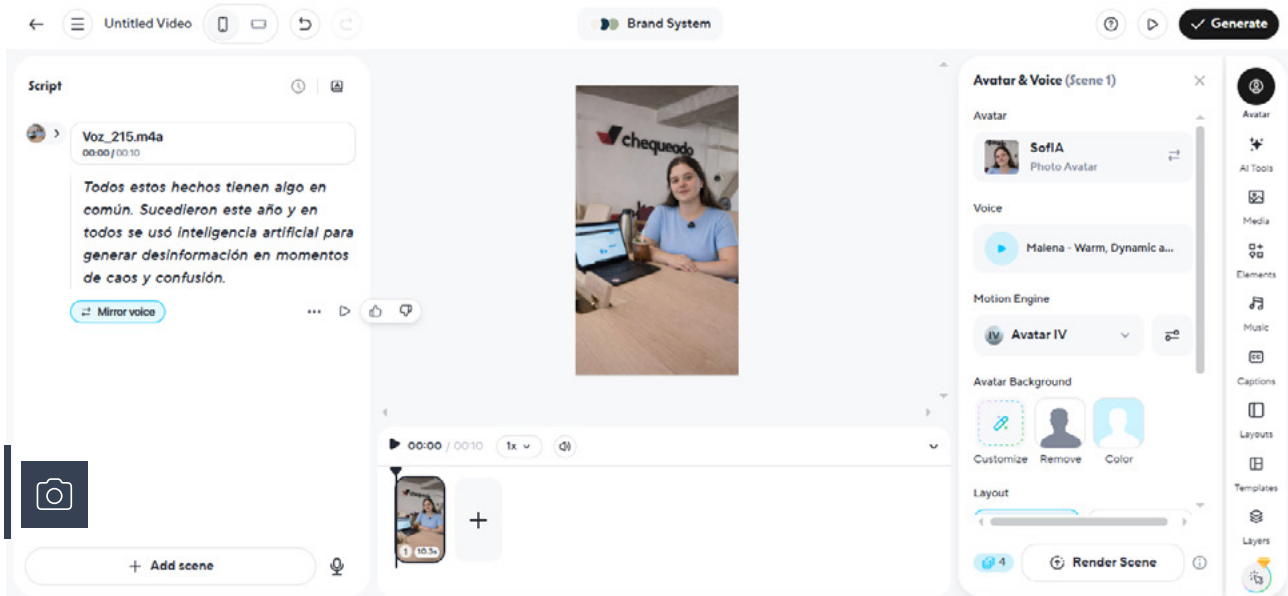 Untitled Video
Brand System
Generate
Script
Voz_215.m4a
00:00 / 00:10
Todos estos hechos tienen algo en
común. Sucedieron este año y en
todos se usó inteligencia artificial para
generar desinformación en momentos
de caos y confusión.
Mirror voice
Add scene
chequeado
00:00 / 00:10
1x
1
10.3s
Avatar & Voice (Scene 1)
Avatar
SofIA
Photo Avatar
Voice
Malena - Warm, Dynamic a...
Motion Engine
IV
Avatar IV
Avatar Background
Customize
Remove
Color
Layout
4
Render Scene
Avatar
AI Tools
Media
Elements
Music
CC
Captions
Layouts
Templates
Layers